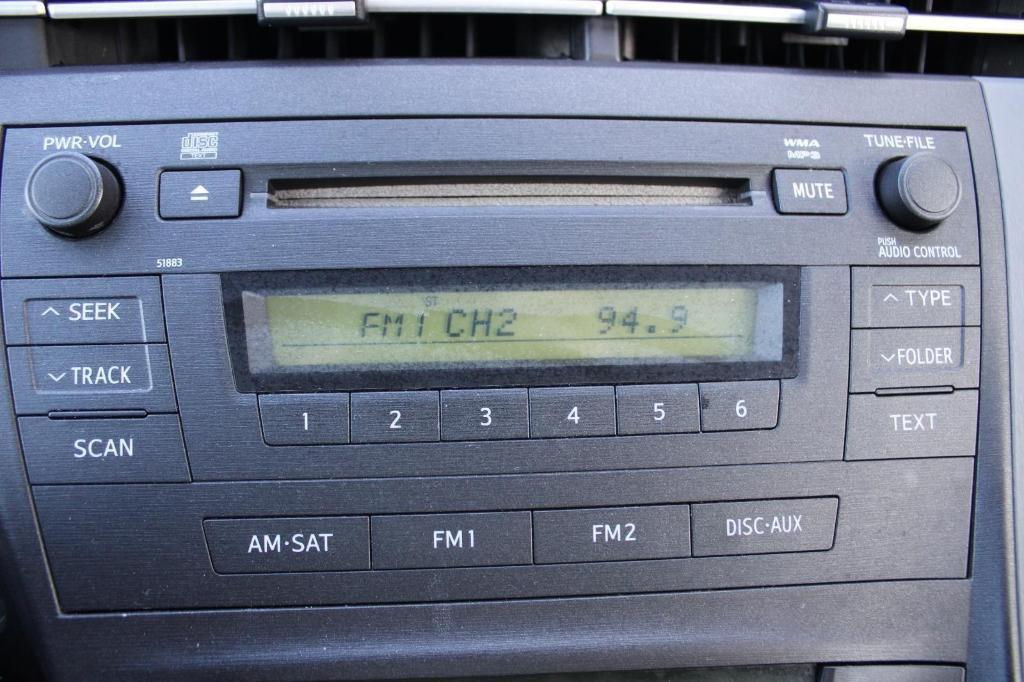 PWR·VOL
disc
TEXT
WMA
MP3
TUNE·FILE
MUTE
PUSH
AUDIO CONTROL
51883
SEEK
TRACK
SCAN
ST
FM1 CH2 94.9
TYPE
FOLDER
TEXT
1 2 3 4 5 6
AM·SAT FM1 FM2 DISC·AUX